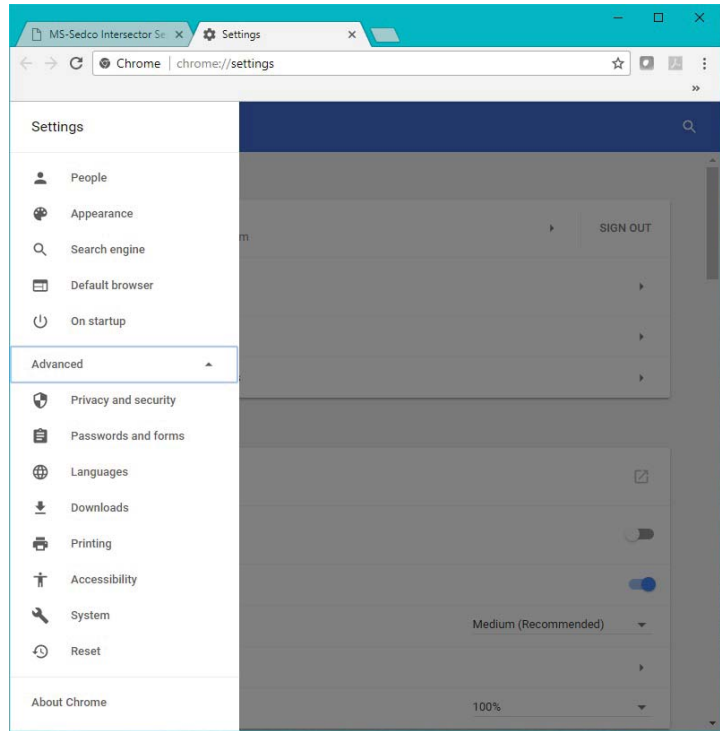 MS-Sedco Intersector Se
Settings
Chrome | chrome://settings
»
Settings
People
Appearance
m
SIGN OUT
Search engine
Default browser
On startup
Advanced
Privacy and security
Passwords and forms
Languages
Downloads
Printing
Accessibility
System
Medium (Recommended)
Reset
About Chrome
100%